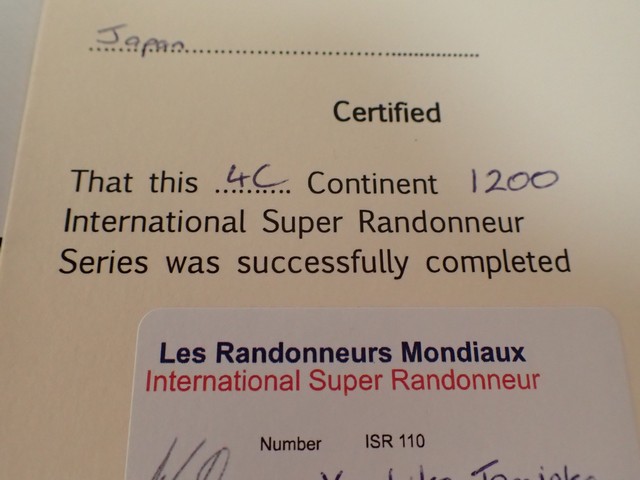 Japan
Certified
That this 4C Continent 1200
International Super Randonneur
Series was successfully completed
Les Randonneurs Mondiaux
International Super Randonneur
Number ISR 110